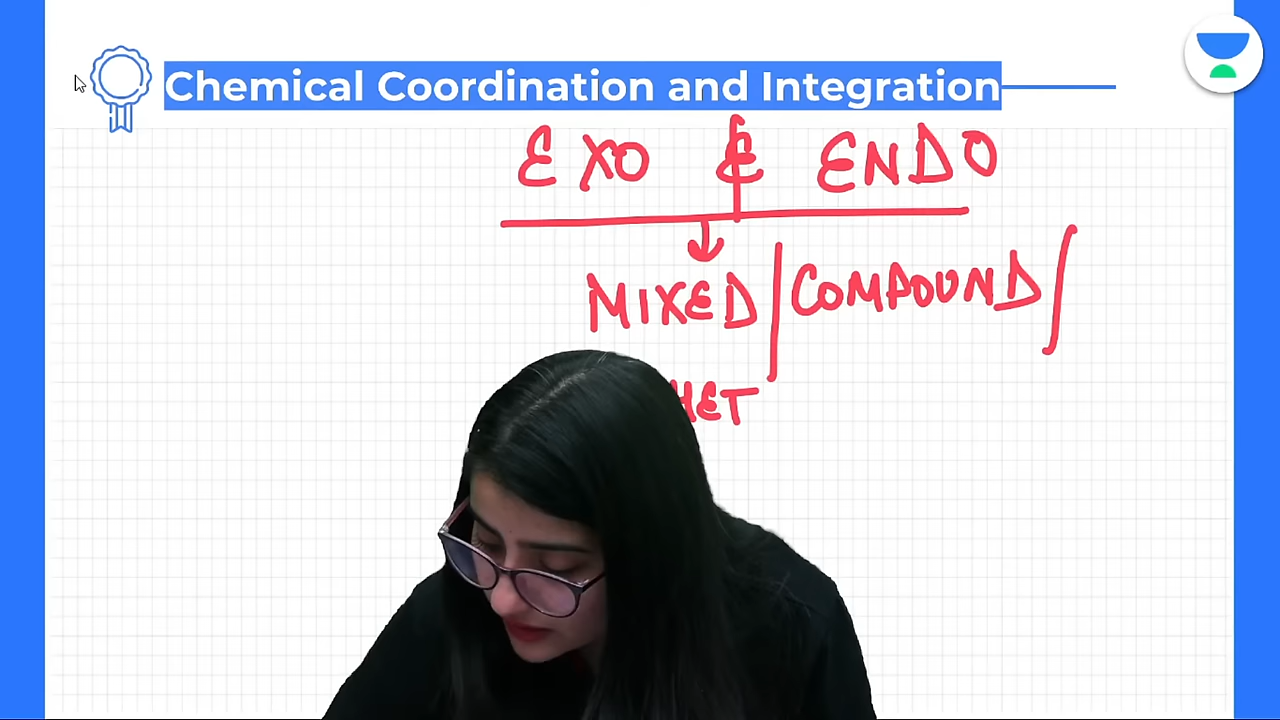 Chemical Coordination and Integration
EXO & ENDO
MIXED / COMPOUND /